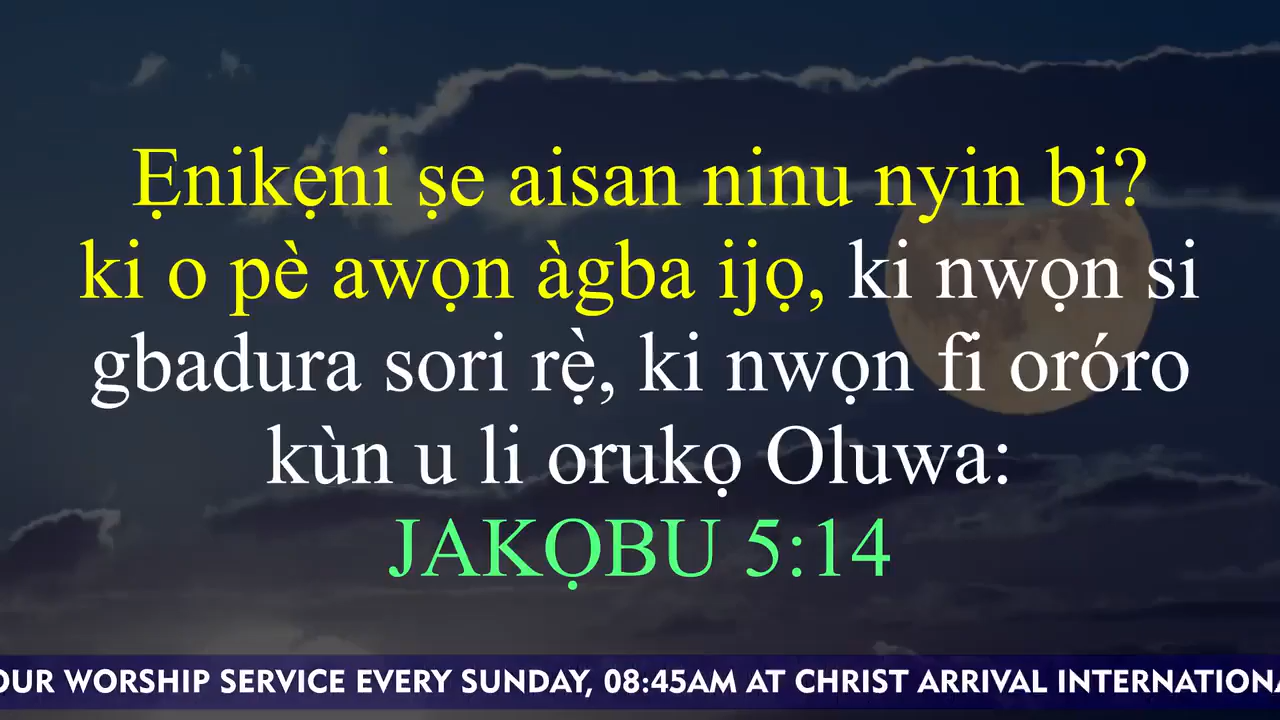 Ẹnikẹni ṣe aisan ninu nyin bi?
ki o pè awọn àgba ijọ, ki nwọn si
gbadura sori rẹ̀, ki nwọn fi oróro
kùn u li orukọ Oluwa:
JAKỌBU 5:14
OUR WORSHIP SERVICE EVERY SUNDAY, 08:45AM AT CHRIST ARRIVAL INTERNATIONA